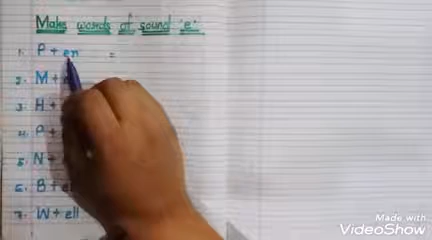 Make words of sound 'e'
1. P + en =
2. M +
3. H +
4. P +
5. N +
6. B + e
7. W + ell
Made with
VideoShow